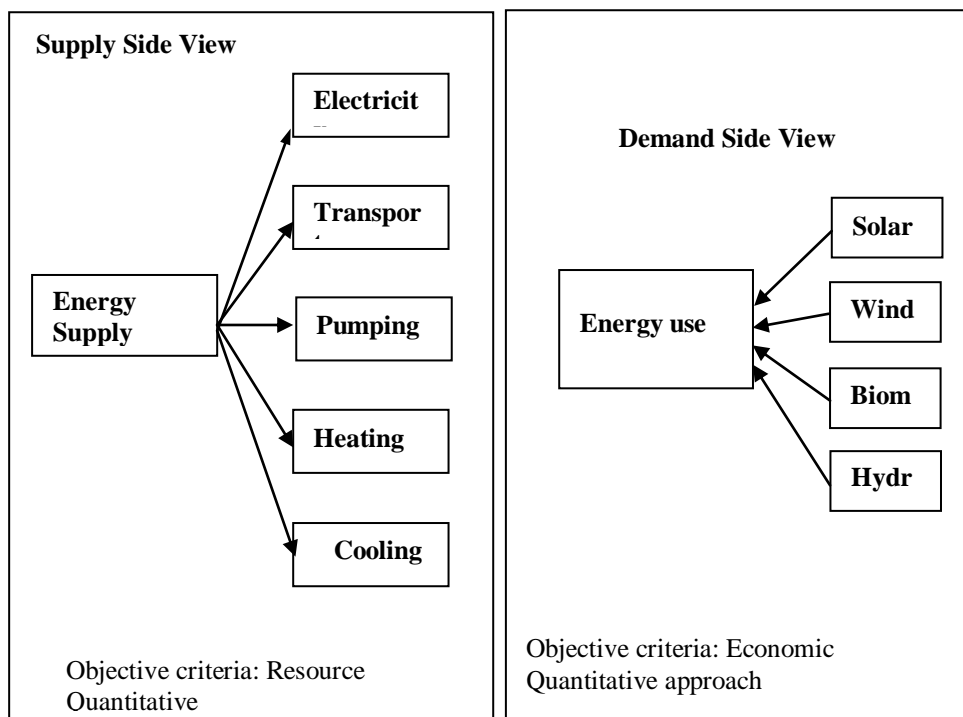 Supply Side View
Electricit
Transpor
Energy
Supply
Pumping
Heating
Cooling
Objective criteria: Resource
Quantitative
Demand Side View
Solar
Energy use
Wind
Biom
Hydr
Objective criteria: Economic
Quantitative approach